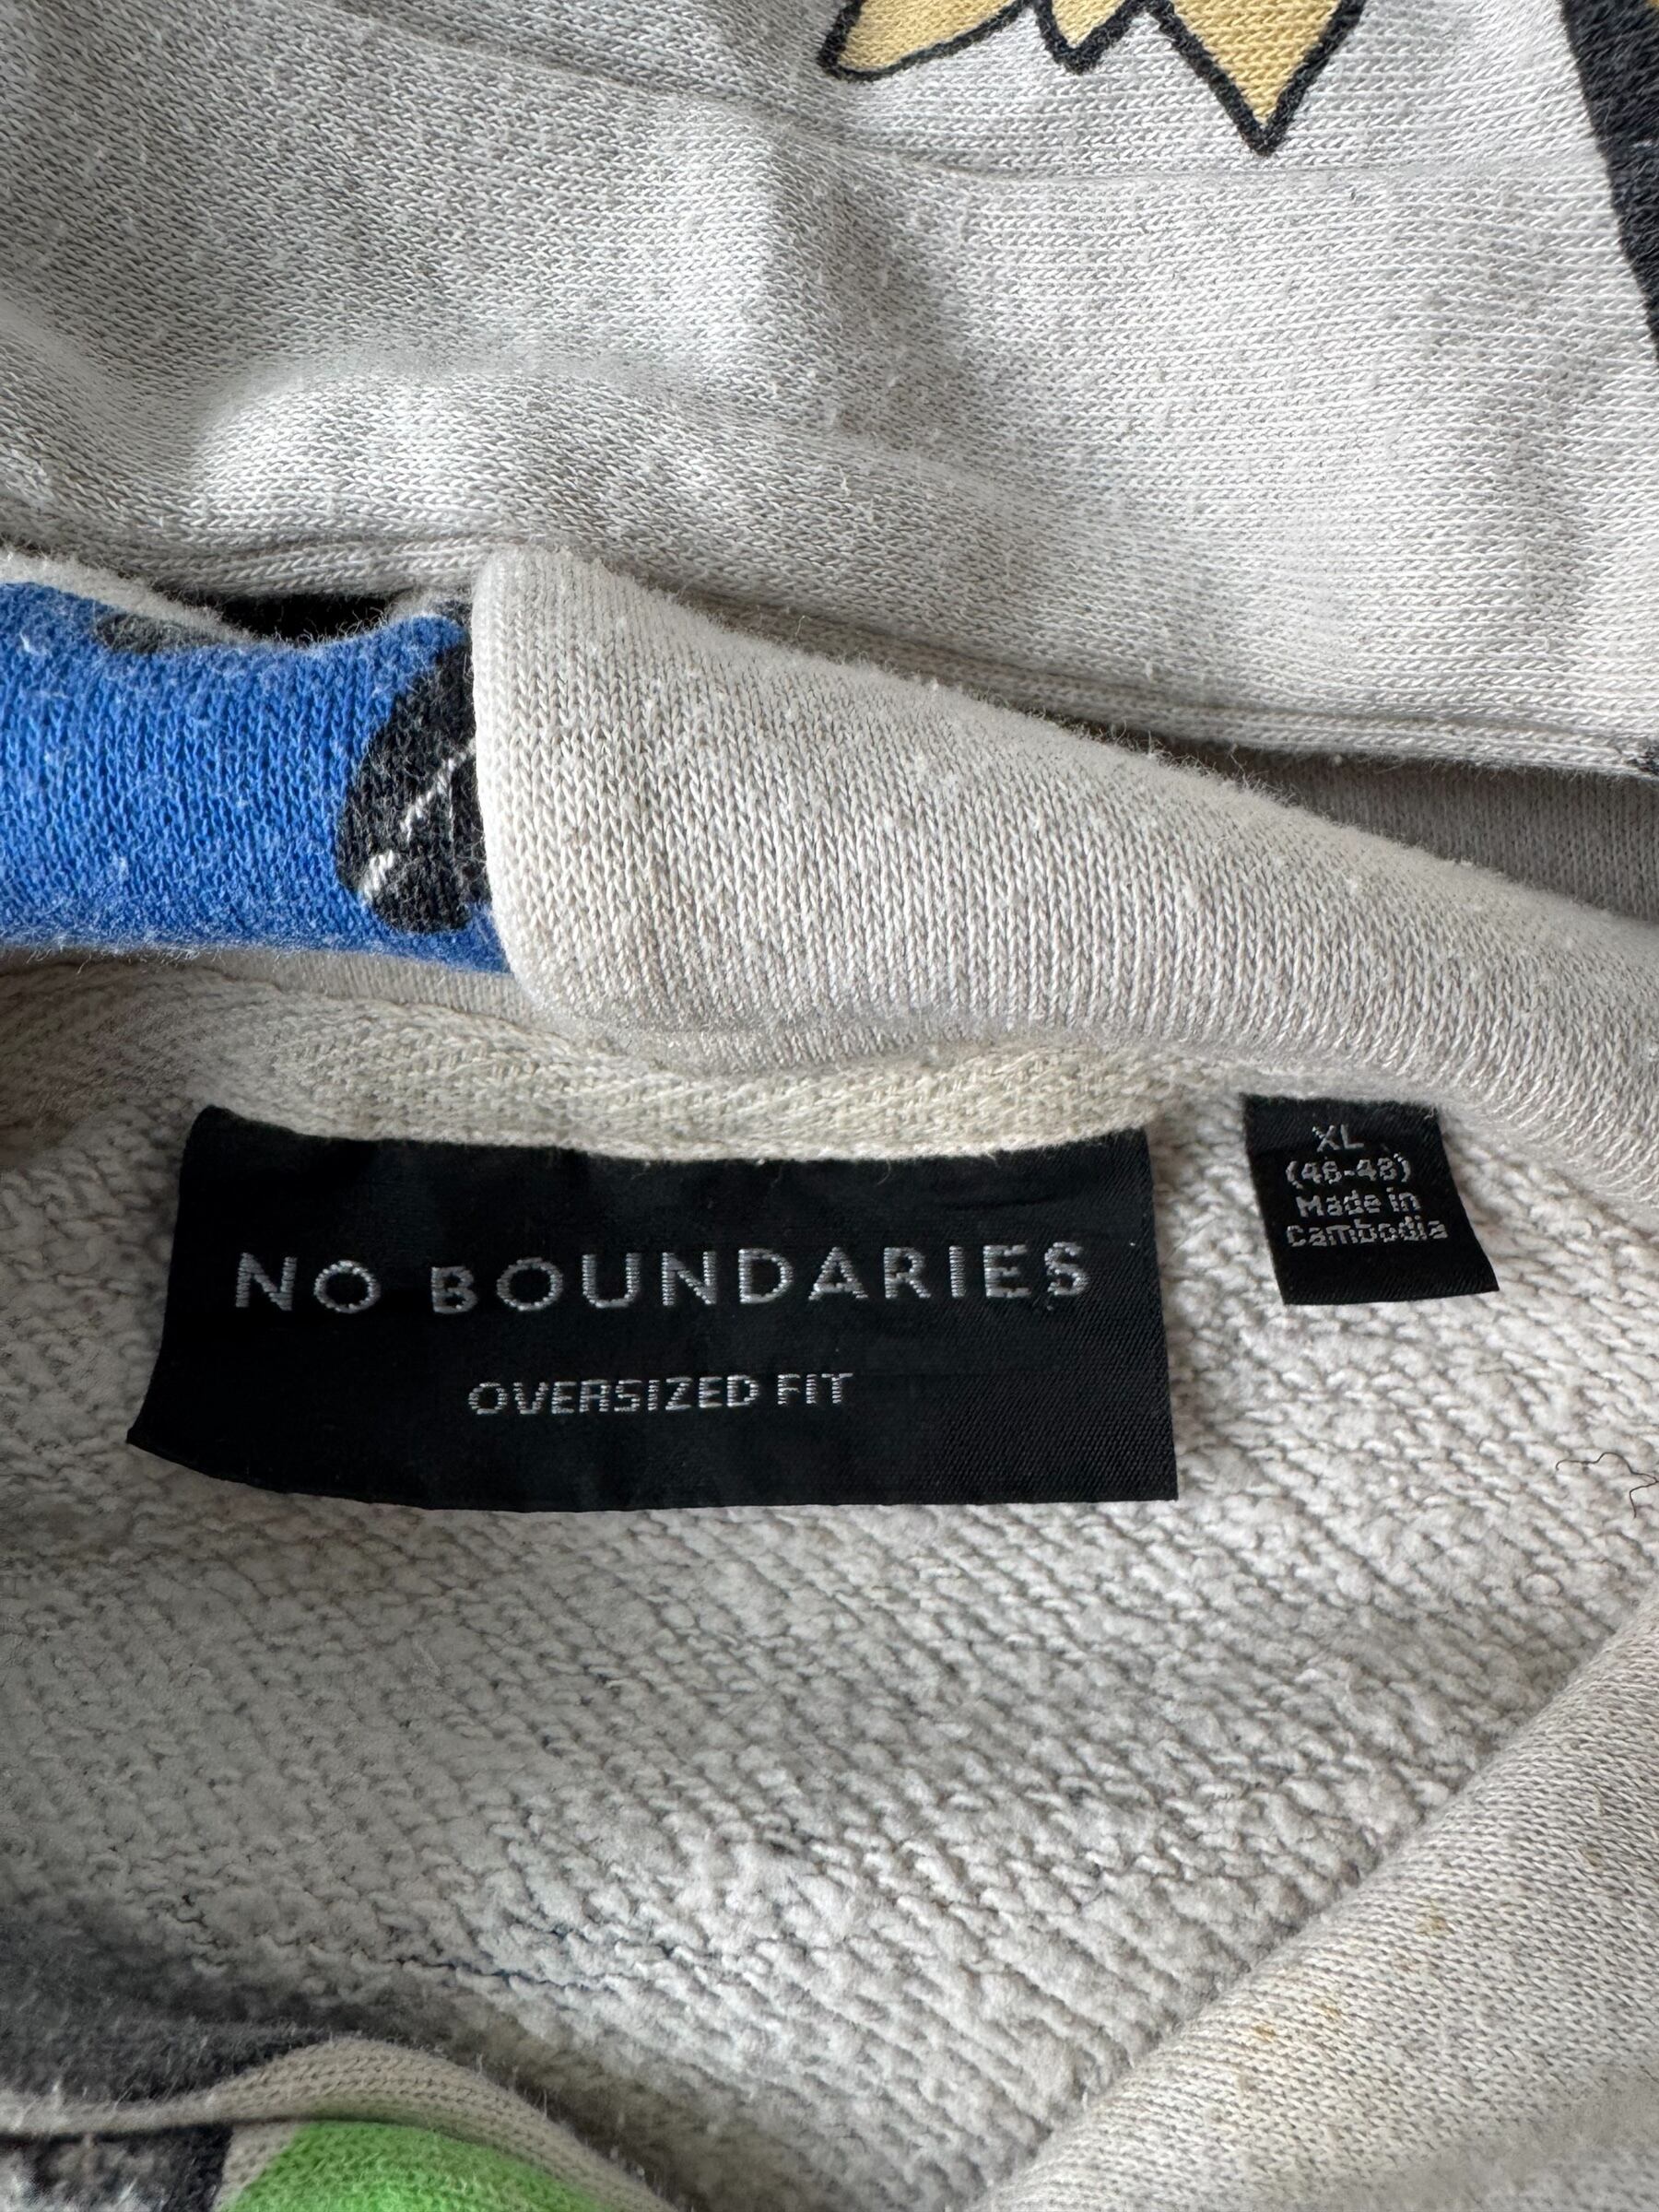 NO BOUNDARIES
OVERSIZED FIT
XL
(46-48)
Made in
Cambodia